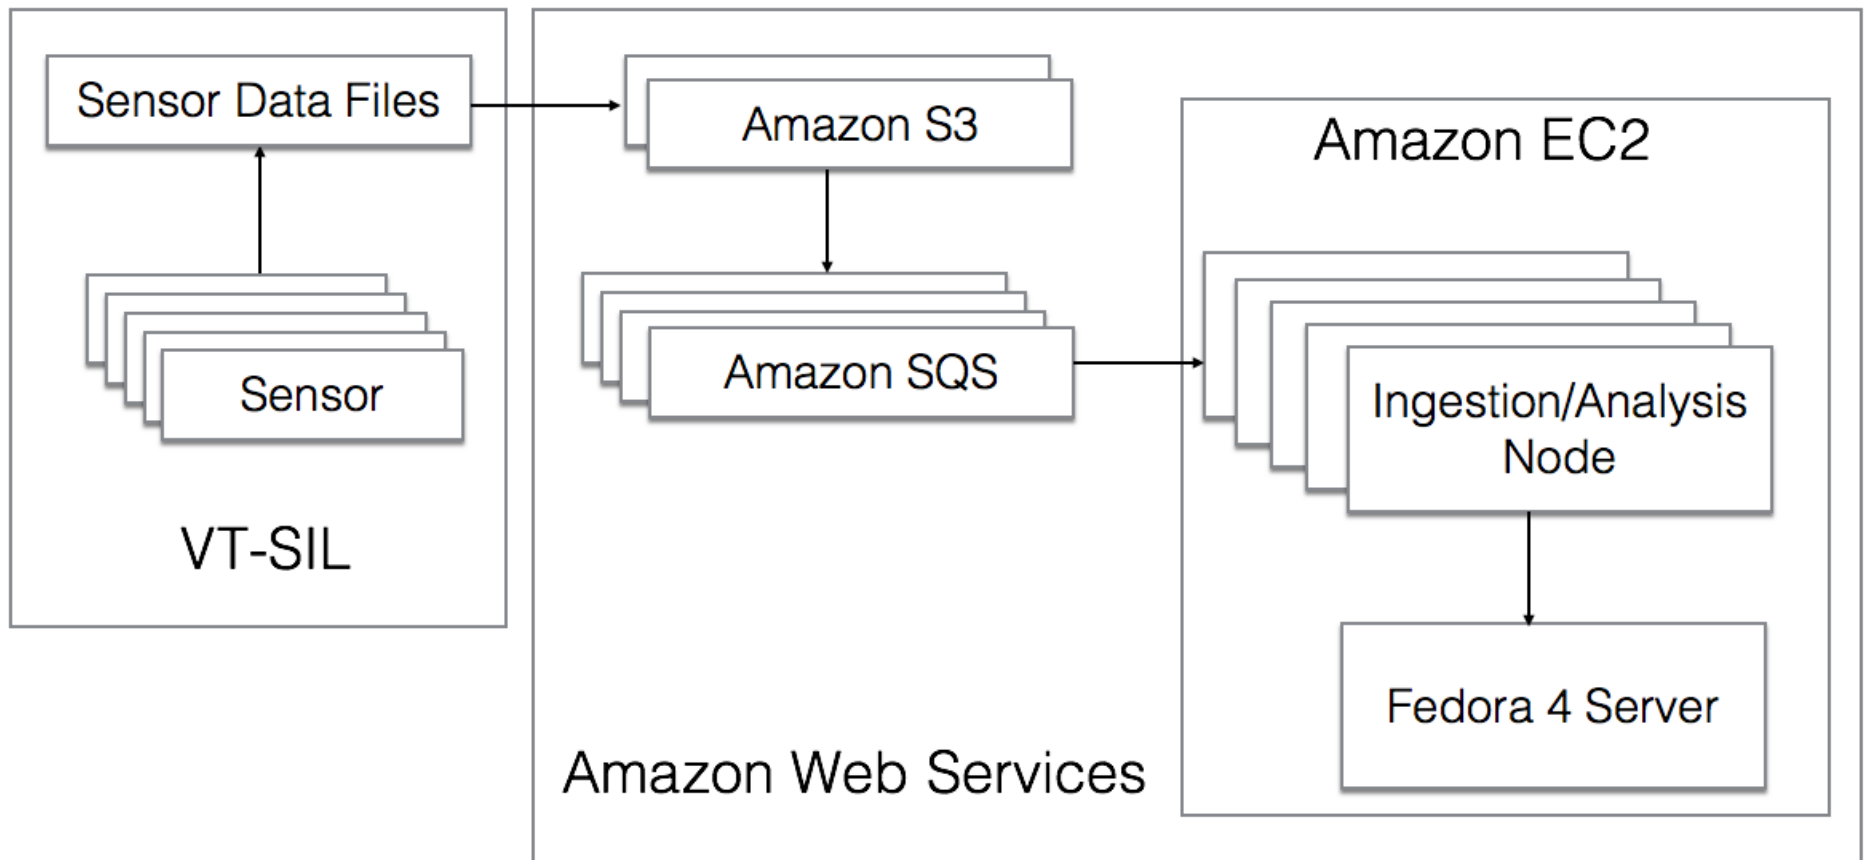 Sensor Data Files
Sensor
VT-SIL
Amazon S3
Amazon SQS
Amazon Web Services
Amazon EC2
Ingestion/Analysis
Node
Fedora 4 Server